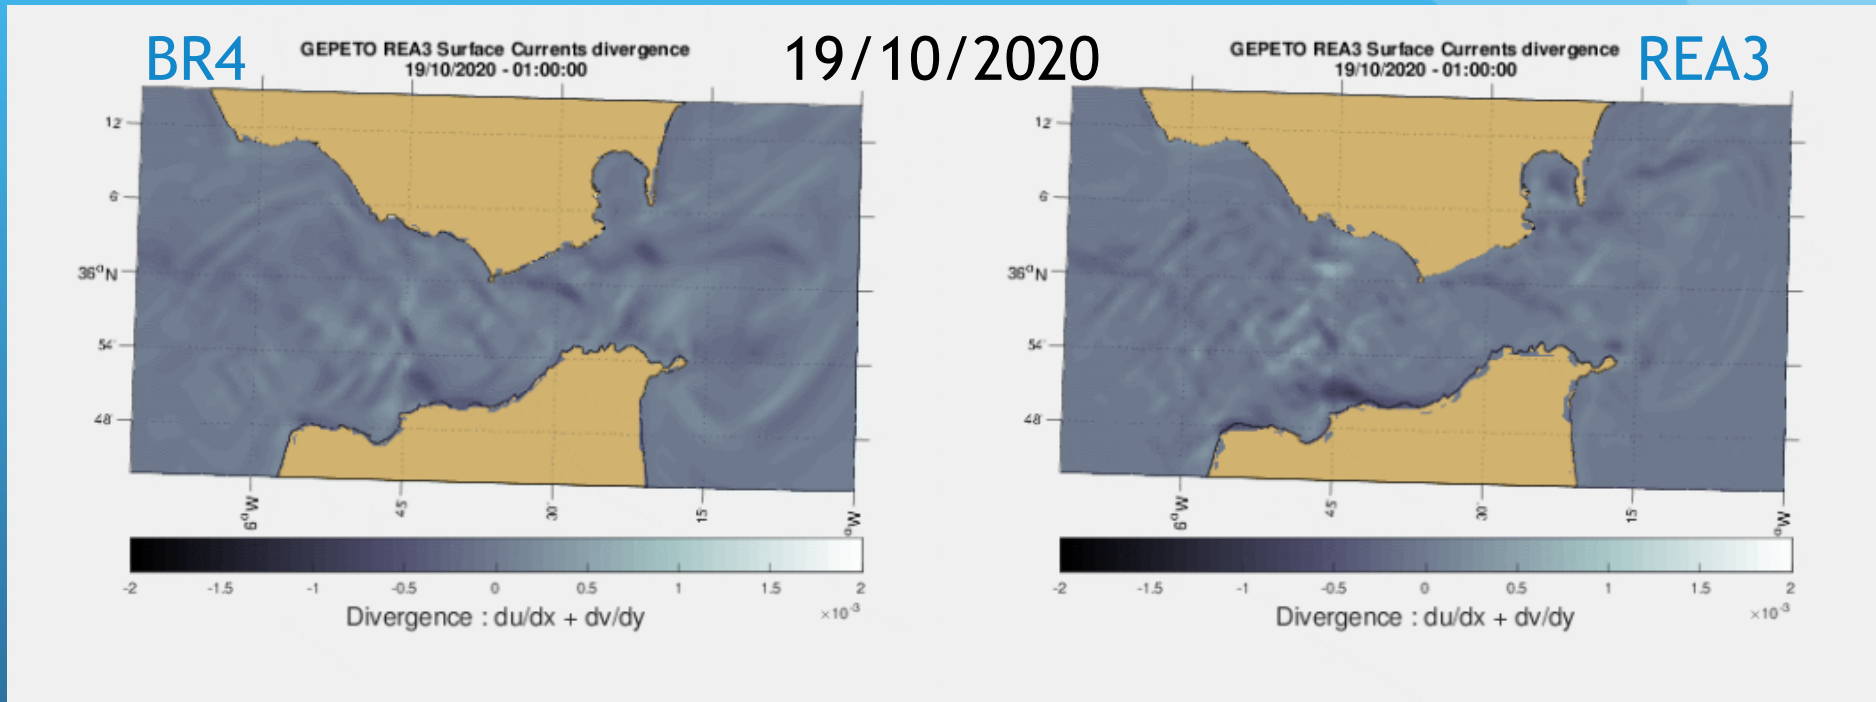 BR4
GEPETO REA3 Surface Currents divergence
19/10/2020 - 01:00:00
19/10/2020
GEPETO REA3 Surface Currents divergence
19/10/2020 - 01:00:00
REA3
12'
6'
36°N
54'
48'
6°W
45'
30'
15'
°W
-2 -1.5 -1 -0.5 0 0.5 1 1.5 2
×10-3
Divergence : du/dx + dv/dy
12'
6'
36°N
54'
48'
6°W
45'
30'
15'
°W
-2 -1.5 -1 -0.5 0 0.5 1 1.5 2
×10-3
Divergence : du/dx + dv/dy